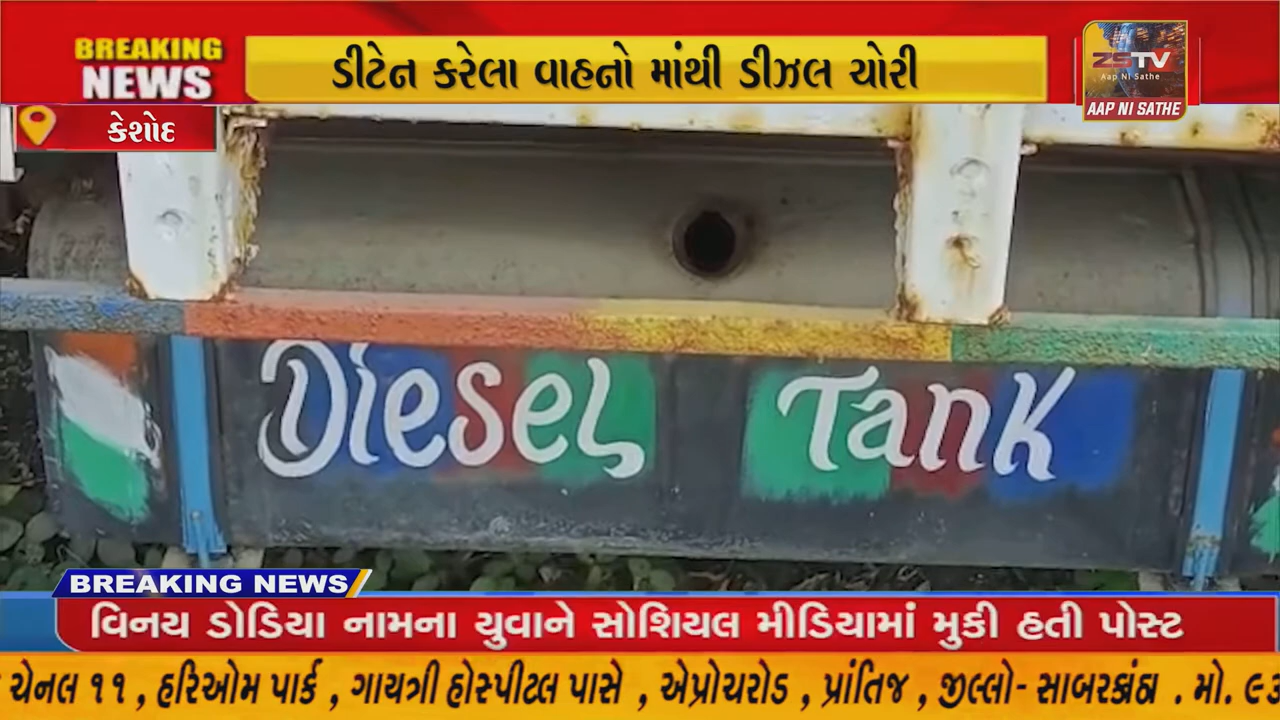 BREAKING
NEWS
ડીટેન કરેલા વાહનો માંથી ડીઝલ ચોરી
ZSTV
Aap Ni Sathe
AAP NI SATHE
કેશોદ
Diesel Tank
BREAKING NEWS
વિનય ડોડિયા નામના યુવાને સોશિયલ મીડિયામાં મુકી હતી પોસ્ટ
ચેનલ ૧૧ , હરિઓમ પાર્ક , ગાયત્રી હોસ્પીટલ પાસે , એપ્રોચરોડ , પ્રાંતિજ , જીલ્લો- સાબરકાંઠા . મો. ૯૩